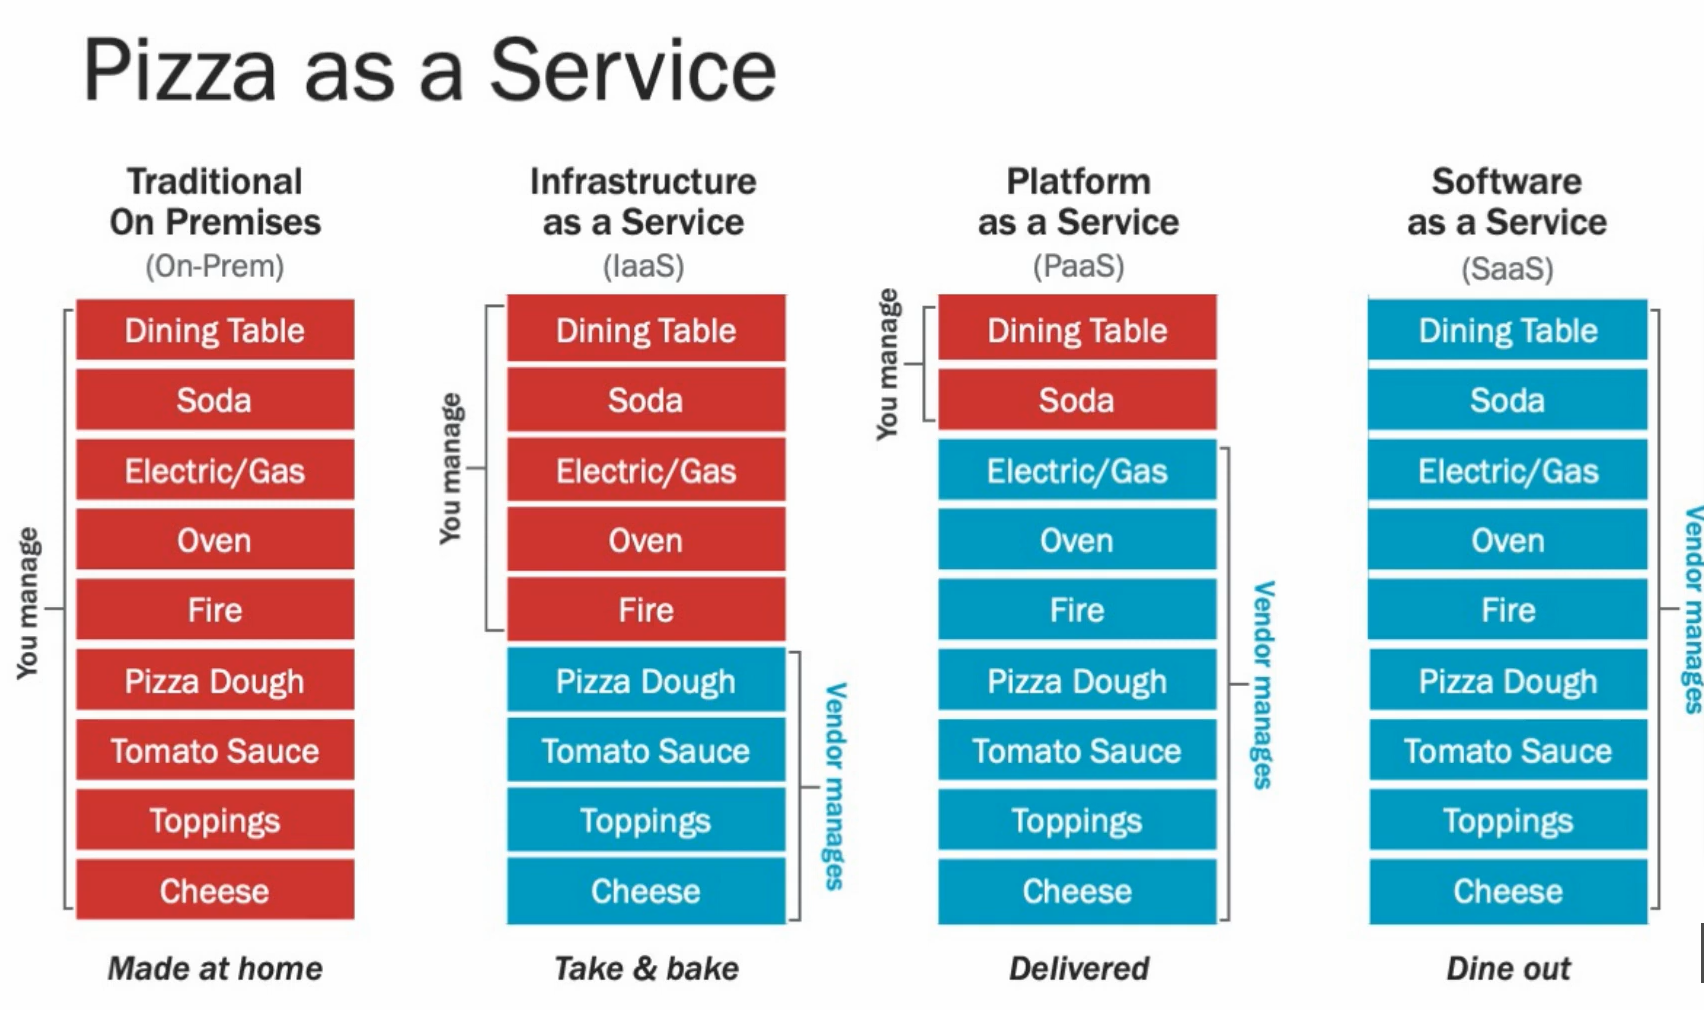 Pizza as a Service
Traditional
On Premises
(On-Prem)
You manage
Dining Table
Soda
Electric/Gas
Oven
Fire
Pizza Dough
Tomato Sauce
Toppings
Cheese
Made at home
Infrastructure
as a Service
(IaaS)
You manage
Dining Table
Soda
Electric/Gas
Oven
Fire
Pizza Dough
Tomato Sauce
Toppings
Cheese
Vendor manages
Take & bake
Platform
as a Service
(PaaS)
You manage
Dining Table
Soda
Electric/Gas
Oven
Fire
Pizza Dough
Tomato Sauce
Toppings
Cheese
Vendor manages
Delivered
Software
as a Service
(SaaS)
Dining Table
Soda
Electric/Gas
Oven
Fire
Pizza Dough
Tomato Sauce
Toppings
Cheese
Vendor manages
Dine out